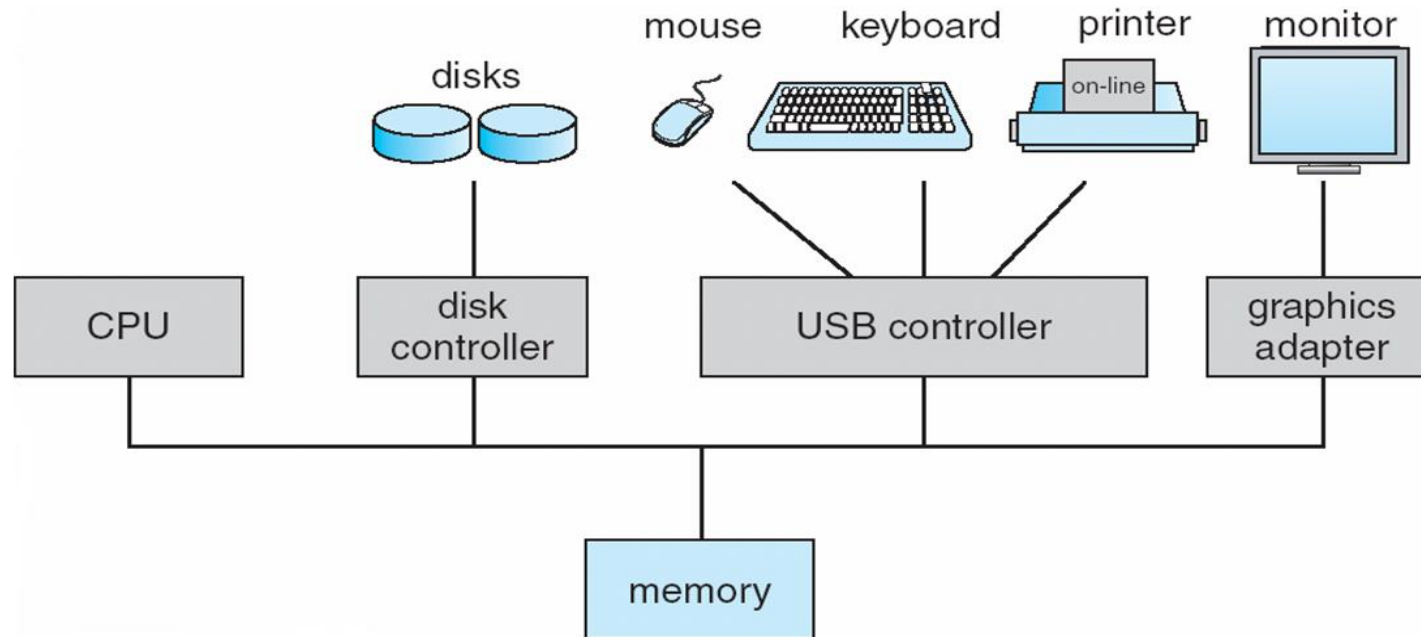 mouse
keyboard
printer
monitor
disks
on-line
CPU
disk
controller
USB controller
graphics
adapter
memory